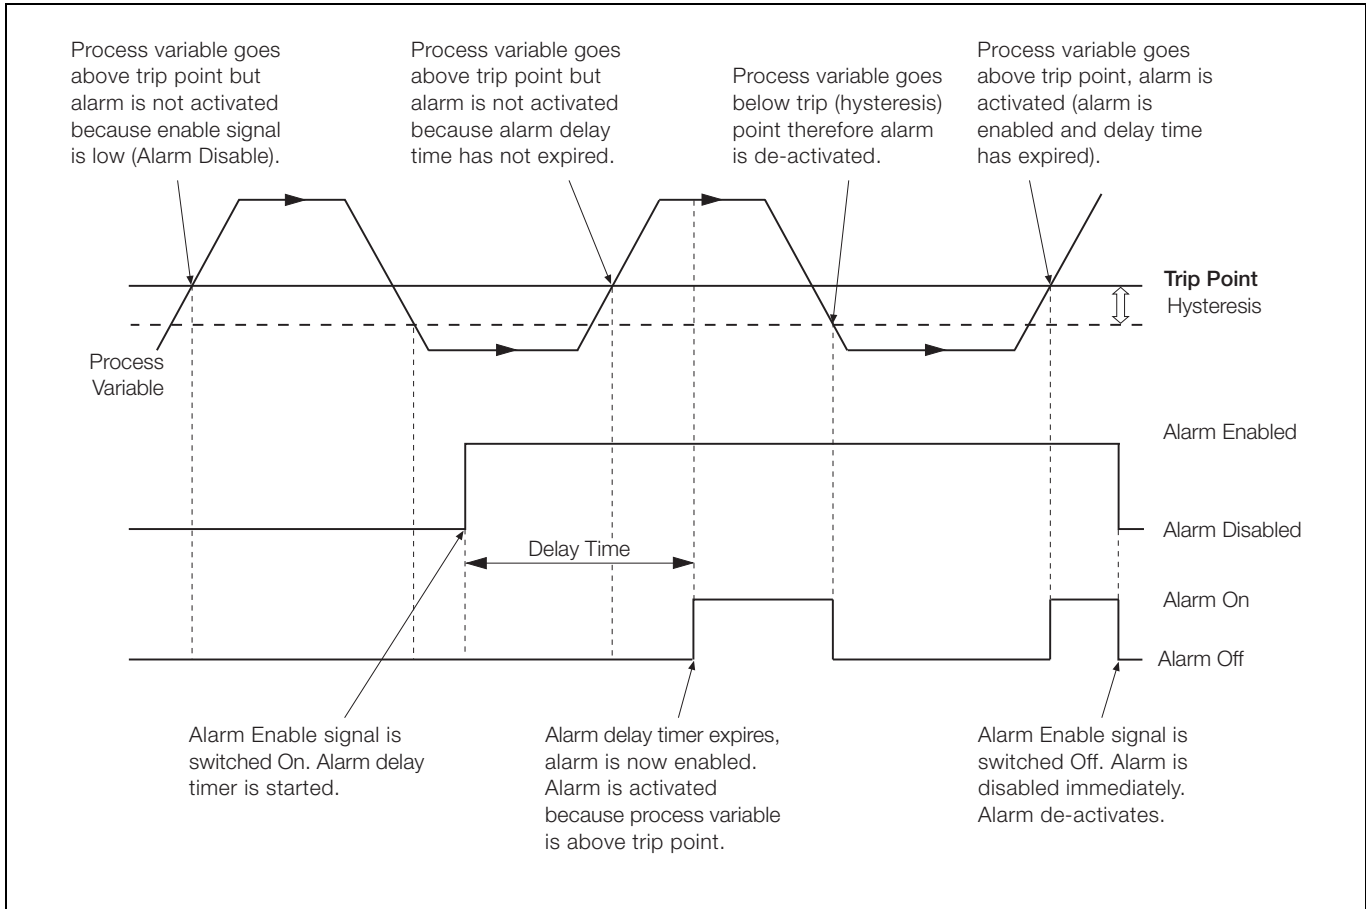 Process variable goes
above trip point but
alarm is not activated
because enable signal
is low (Alarm Disable).
Process variable goes
above trip point but
alarm is not activated
because alarm delay
time has not expired.
Process variable goes
below trip (hysteresis)
point therefore alarm
is de-activated.
Process variable goes
above trip point, alarm is
activated (alarm is
enabled and delay time
has expired).
Trip Point
Hysteresis
Process
Variable
Alarm Enabled
Alarm Disabled
Delay Time
Alarm On
Alarm Off
Alarm Enable signal is
switched On. Alarm delay
timer is started.
Alarm delay timer expires,
alarm is now enabled.
Alarm is activated
because process variable
is above trip point.
Alarm Enable signal is
switched Off. Alarm is
disabled immediately.
Alarm de-activates.